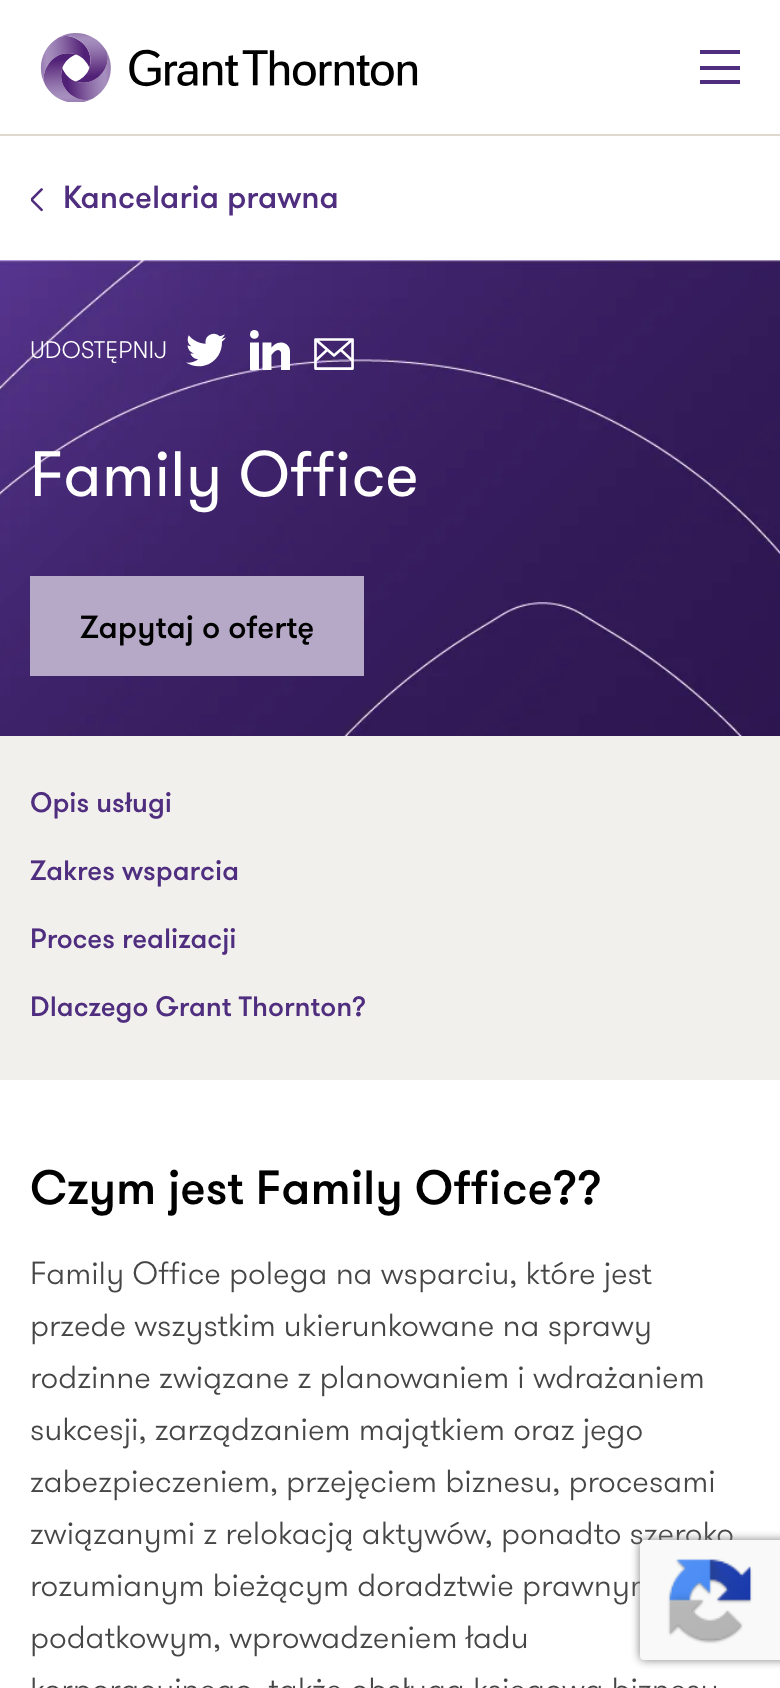 Grant Thornton
Kancelaria prawna
UDOSTĘPNIJ
Family Office
Zapytaj o ofertę
Opis usługi
Zakres wsparcia
Proces realizacji
Dlaczego Grant Thornton?
Czym jest Family Office??
Family Office polega na wsparciu, które jest
przede wszystkim ukierunkowane na sprawy
rodzinne związane z planowaniem i wdrażaniem
sukcesji, zarządzaniem majątkiem oraz jego
zabezpieczeniem, przejęciem biznesu, procesami
związanymi z relokacją aktywów, ponadto szeroko
rozumianym bieżącym doradztwie
podatkowym, wprowadzeniem ładu